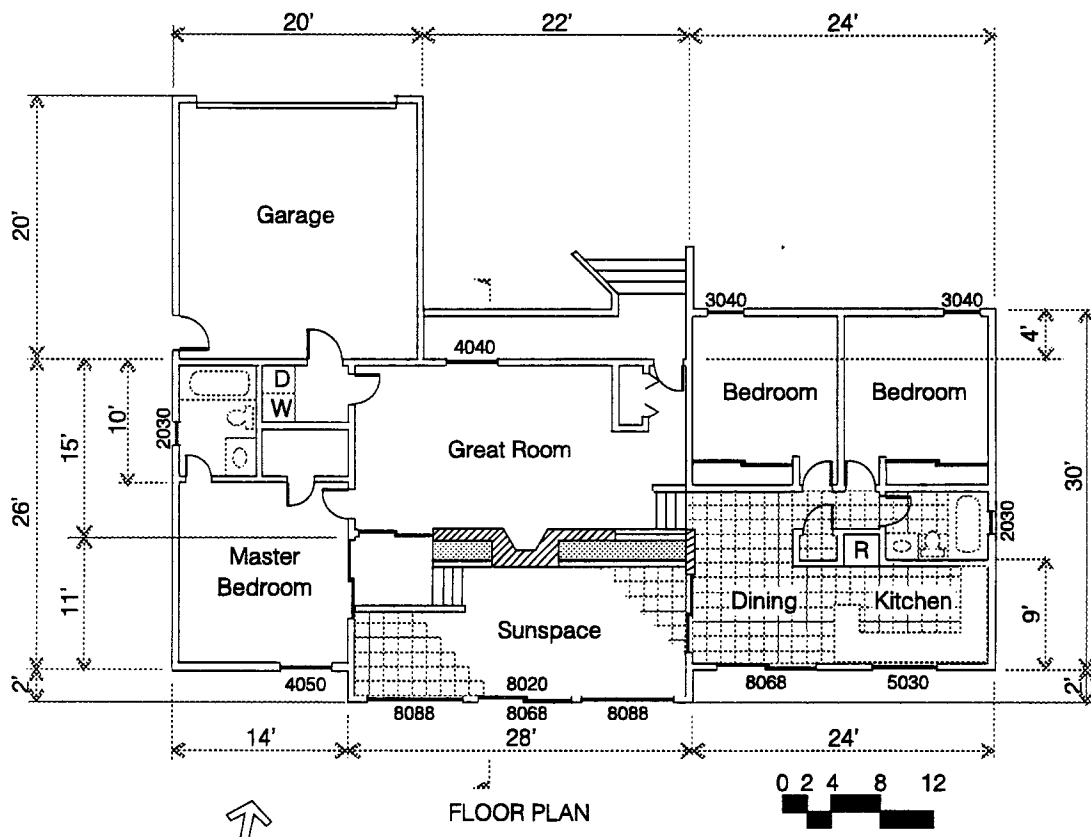 20' 22' 24'
20'
Garage
3040 3040
4'
4040
D
W
Bedroom Bedroom
2030
10'
15'
Great Room
30'
26'
2030
R
Master
Bedroom
11'
Dining Kitchen
9'
Sunspace
2'
4050 8020 8068 5030
2'
8088 8068 8088
14' 28' 24'
0 2 4 8 12
FLOOR PLAN